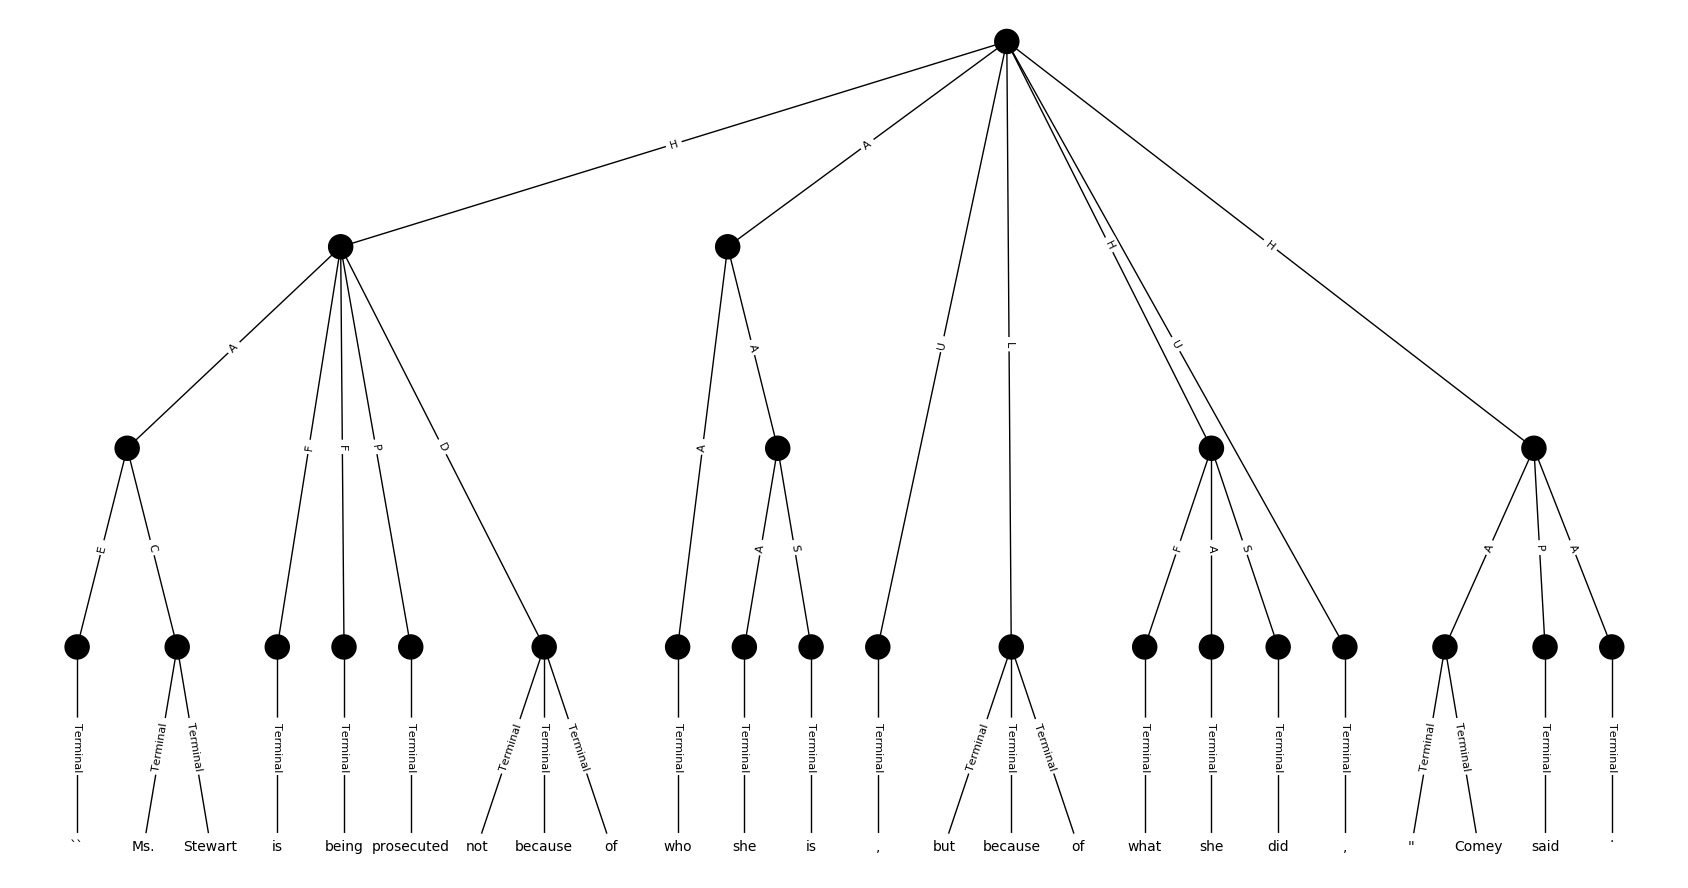 H A
H H
A A U L U
F F P D A
E C A S F A S A P A
Terminal Terminal Terminal Terminal Terminal Terminal Terminal Terminal Terminal Terminal Terminal Terminal Terminal Terminal Terminal Terminal Terminal Terminal Terminal Terminal Terminal Terminal Terminal Terminal
`` Ms. Stewart is being prosecuted not because of who she is , but because of what she did , " Comey said .